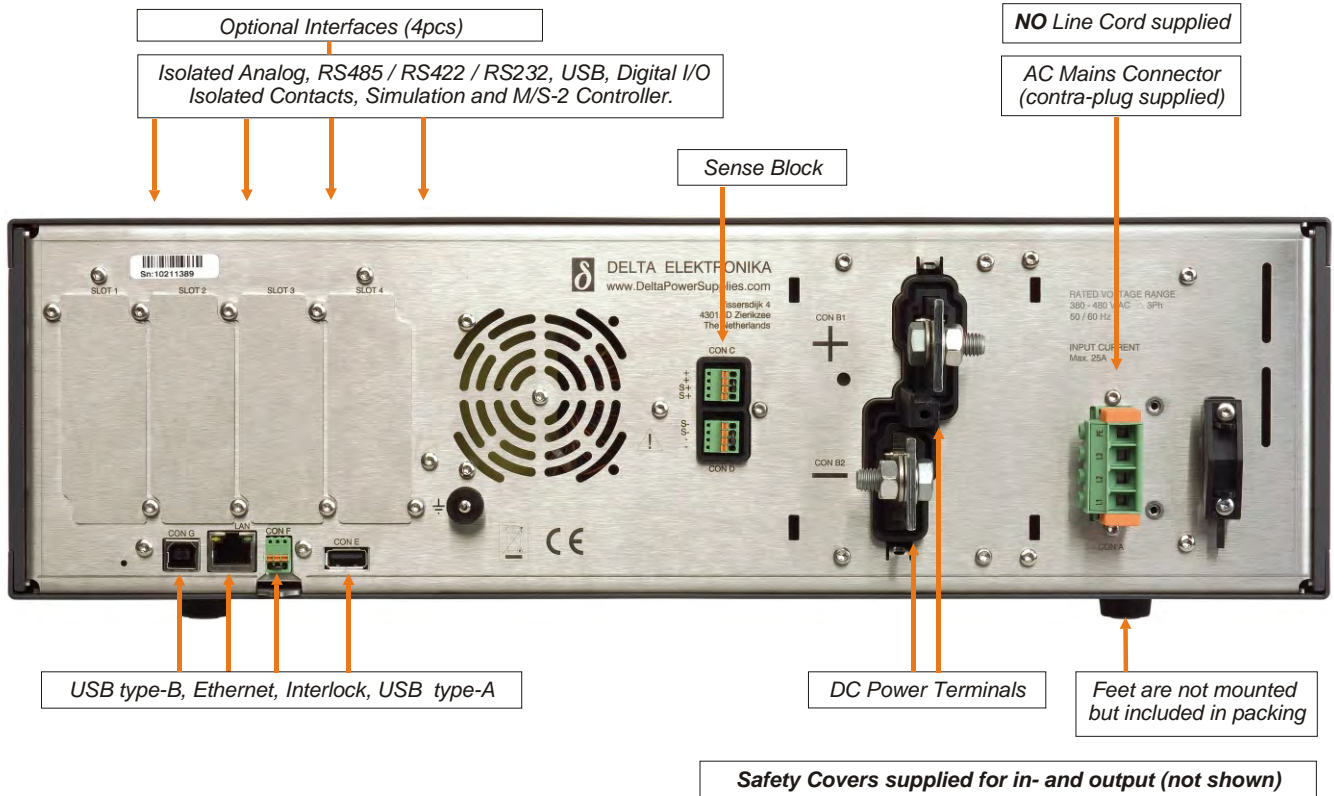 Optional Interfaces (4pcs)
Isolated Analog, RS485 / RS422 / RS232, USB, Digital I/O
Isolated Contacts, Simulation and M/S-2 Controller.
NO Line Cord supplied
AC Mains Connector
(contra-plug supplied)
Sense Block
Sn:10211389
SLOT 1
SLOT 2
SLOT 3
SLOT 4
δ DELTA ELEKTRONIKA
www.DeltaPowerSupplies.com
4
Zierikzee
The Netherlands
CON C
+
+
S+
S+
S-
S-
-
-
CON D
CON B1
+
CON B2
−
RATED VOLTAGE RANGE
380 - 480 VAC 3Ph
50 / 60 Hz
INPUT CURRENT
Max. 25A
PE
L3
L2
L1
CON A
CON G
LAN
CON F
CON E
CE
USB type-B, Ethernet, Interlock, USB type-A
DC Power Terminals
Feet are not mounted
but included in packing
Safety Covers supplied for in- and output (not shown)